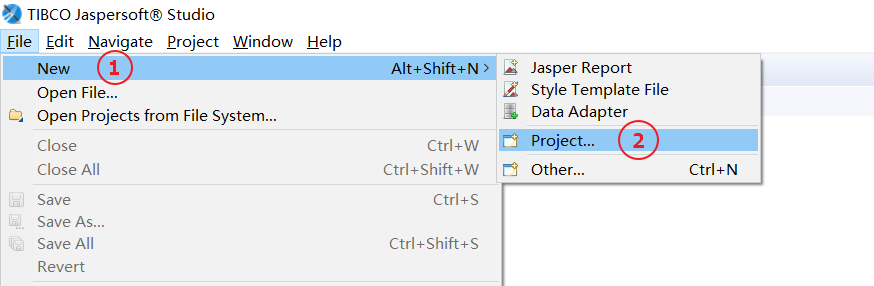 TIBCO Jaspersoft® Studio
File Edit Navigate Project Window Help
New 1 Alt+Shift+N
Open File...
Open Projects from File System...
Close Ctrl+W
Close All Ctrl+Shift+W
Save Ctrl+S
Save As...
Save All Ctrl+Shift+S
Revert
Jasper Report
Style Template File
Data Adapter
Project... 2
Other... Ctrl+N